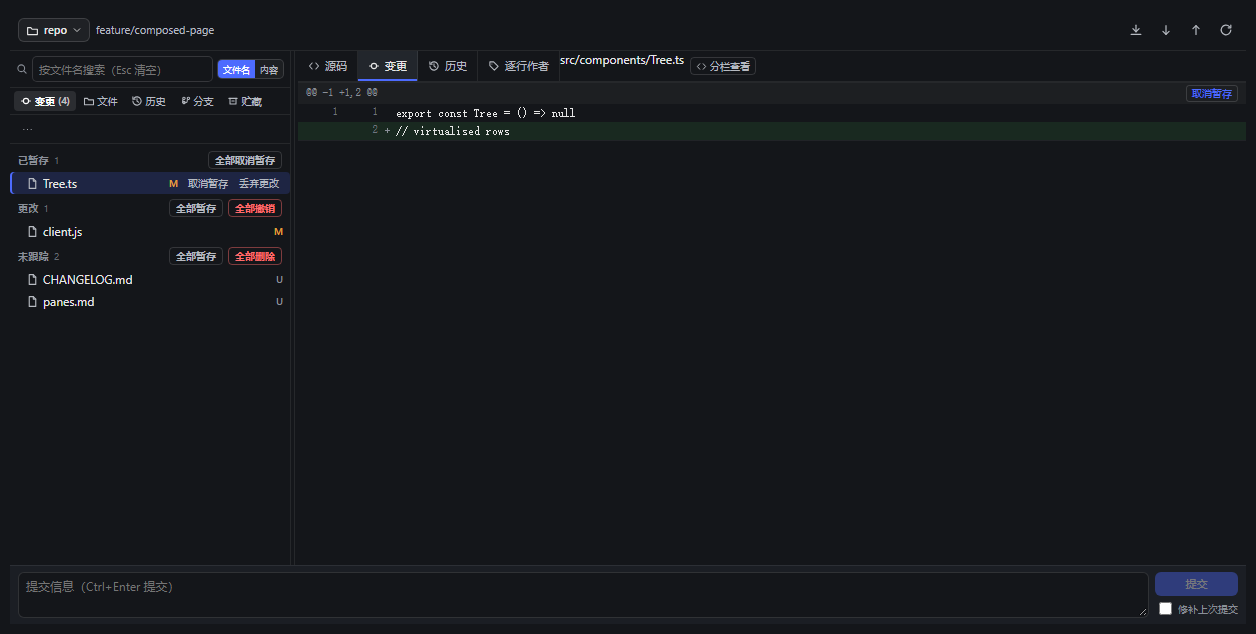 repo feature/composed-page
按文件名搜索（Esc 清空） 文件名 内容
变更 (4) 文件 历史 分支 贮藏
...
已暂存 1 全部取消暂存
Tree.ts M 取消暂存 丢弃更改
更改 1 全部暂存 全部撤销
client.js M
未跟踪 2 全部暂存 全部删除
CHANGELOG.md U
panes.md U
源码 变更 历史 逐行作者 src/components/Tree.ts 分栏查看
@@ -1 +1,2 @@ 取消暂存
1 1 export const Tree = () => null
2 + // virtualised rows
提交信息（Ctrl+Enter 提交） 提交
修补上次提交